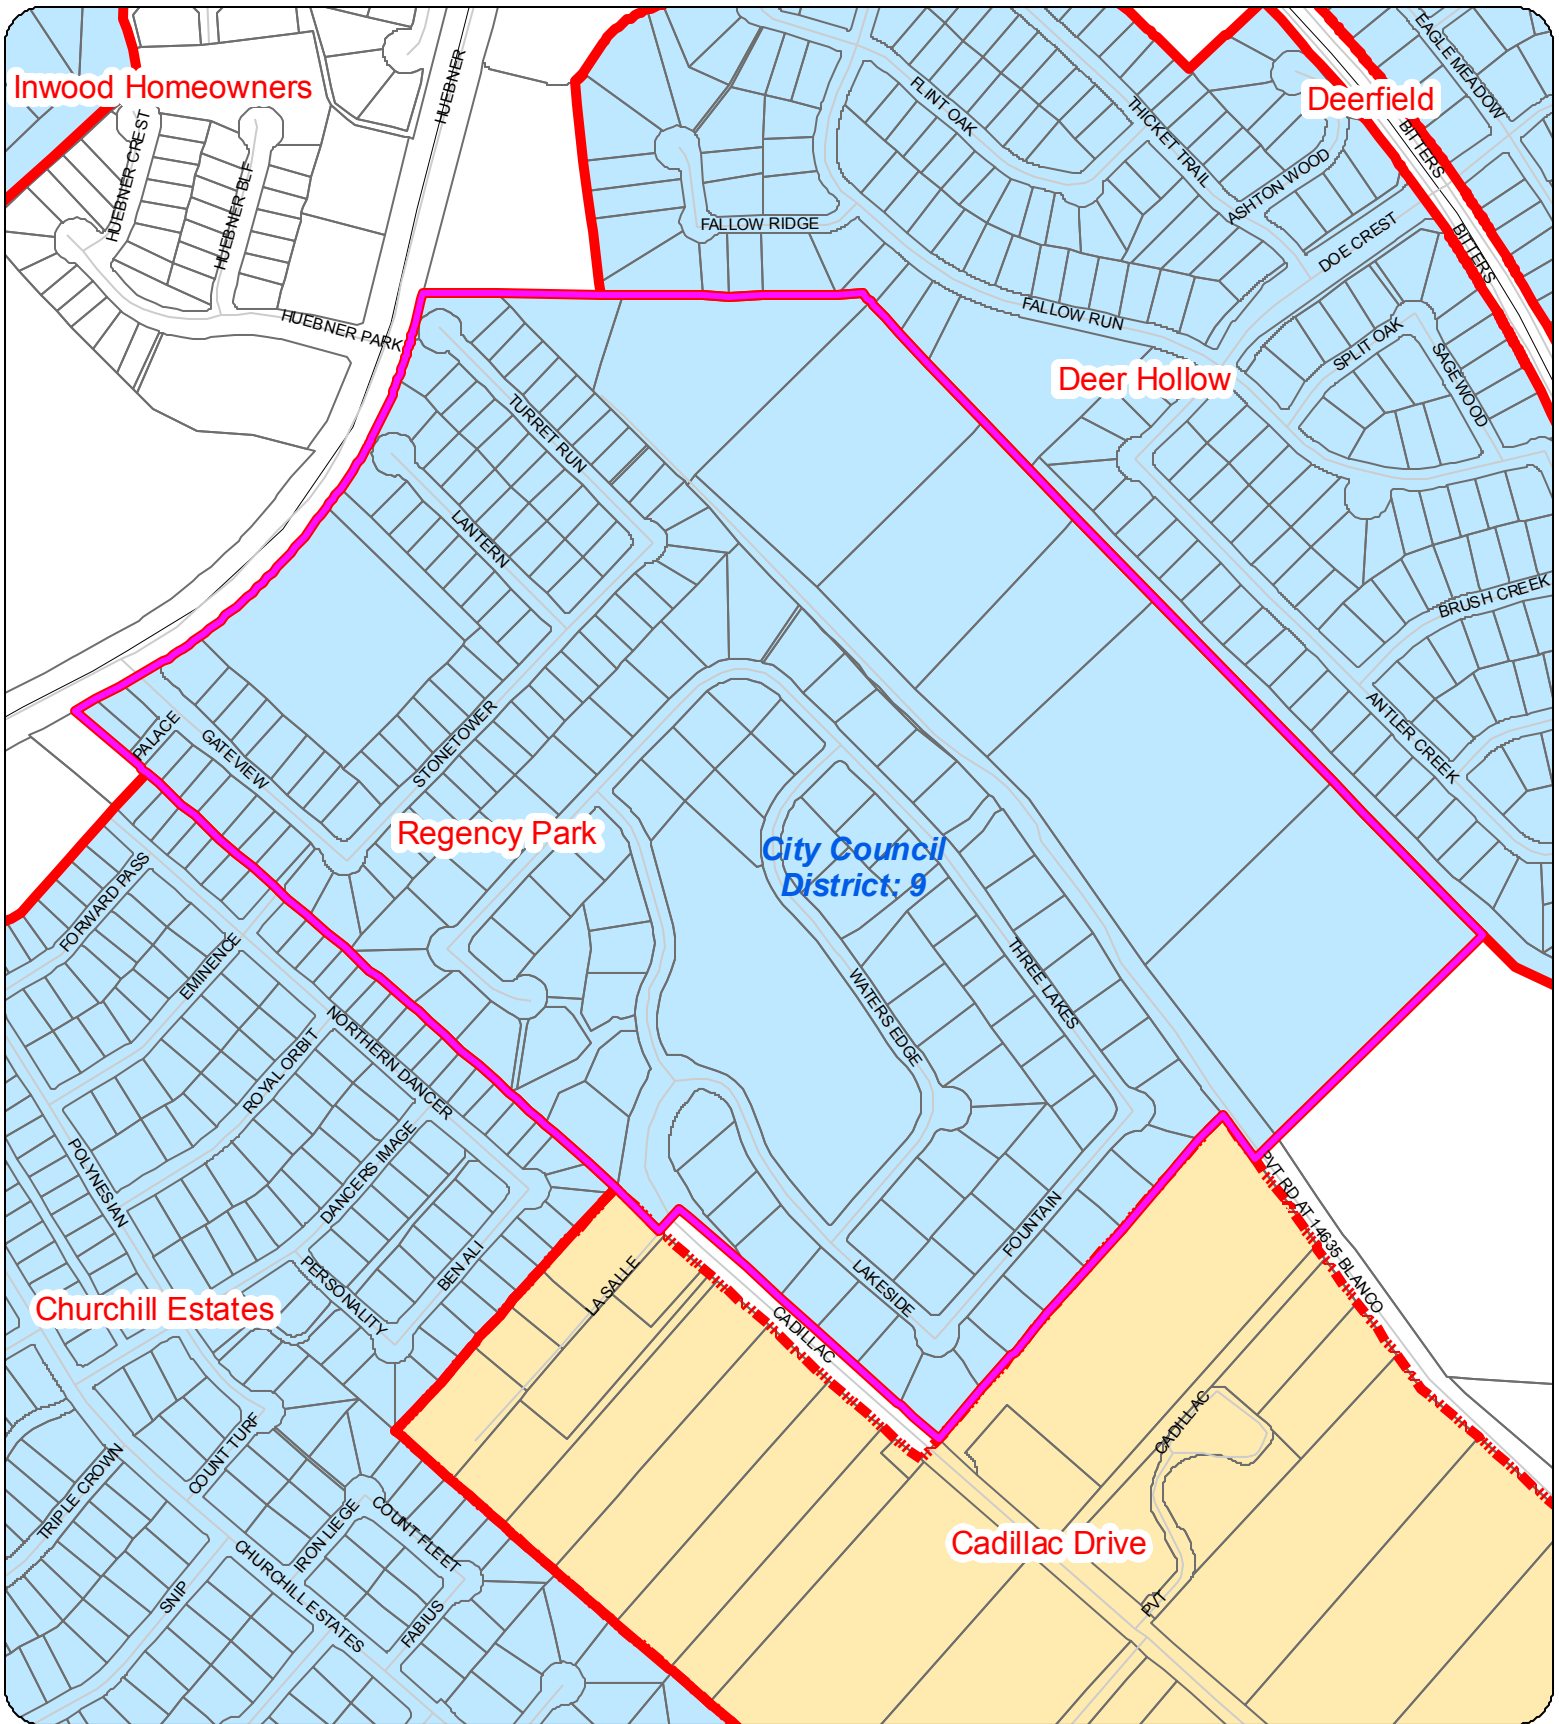 EAGLE MEADOW
HUEBNER
Inwood Homeowners
FLINT OAK
THICKET TRAIL
Deerfield
BITTERS
HUEBNER CREST
HUEBNER BLF
ASHTON WOOD
FALLOW RIDGE
DOE CREST
BITTERS
HUEBNER PARK
FALLOW RUN
SPLIT OAK
SAGEWOOD
Deer Hollow
TURRET RUN
LANTERN
BRUSH CREEK
PALACE
GATEVIEW
STONETOWER
ANTLER CREEK
Regency Park
City Council
District: 9
FORWARD PASS
EMINENCE
THREE LAKES
WATERS EDGE
NORTHERN DANCER
ROYAL ORBIT
POLYNESIAN
DANCERS IMAGE
PVT RD AT 14635 BLANCO
FOUNTAIN
BEN ALI
PERSONALITY
LA SALLE
LAKESIDE
Churchill Estates
CADILLAC
CADILLAC
COUNT TURF
TRIPLE CROWN
IRON LIEGE
COUNT FLEET
Cadillac Drive
CHURCHILL ESTATES
SNIP
FABIUS
PVT